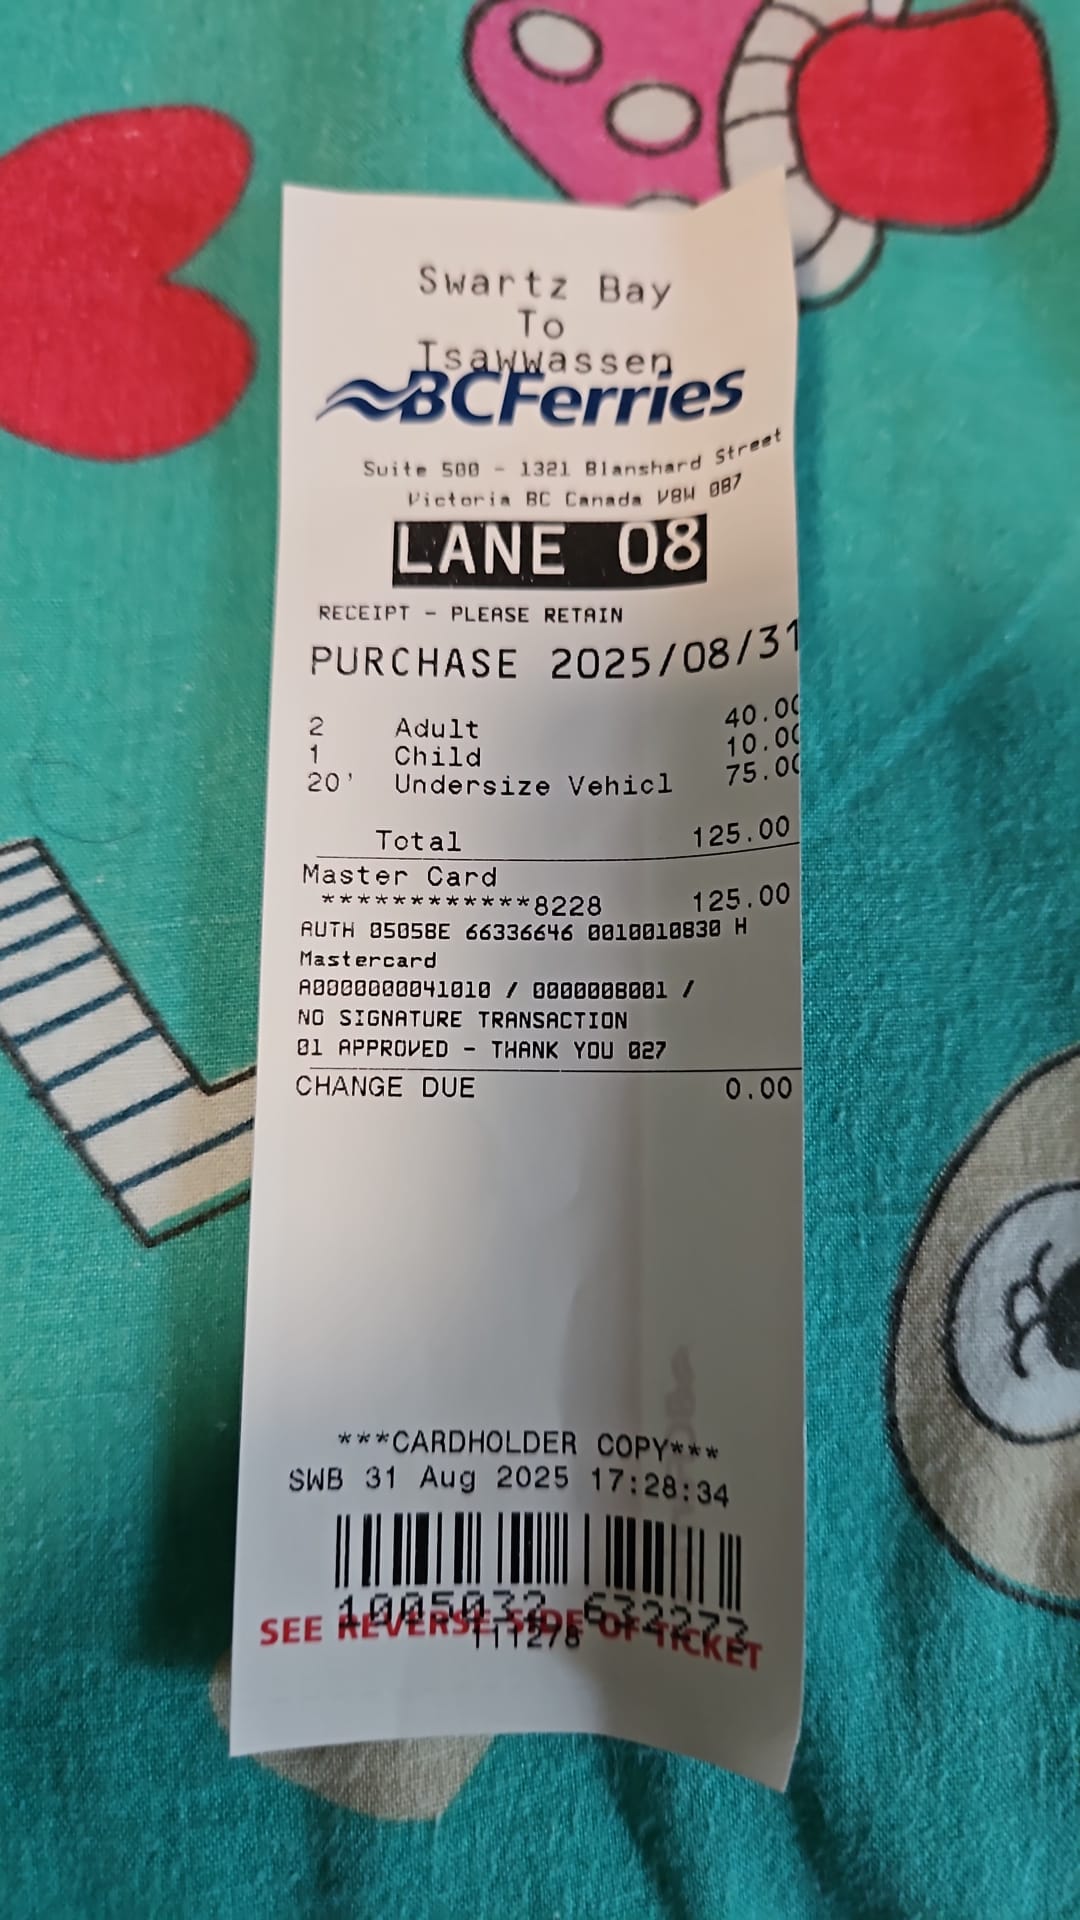 Swartz Bay
To
Tsawwassen
BCFerries
Suite 500 - 1321 Blanshard Street
Victoria BC Canada V8W 0B7
LANE 08
RECEIPT - PLEASE RETAIN
PURCHASE 2025/08/31
2 Adult 40.00
1 Child 10.00
20' Undersize Vehicl 75.00
Total 125.00
Master Card
************8228 125.00
AUTH 05058E 66336646 0010010830 H
Mastercard
A0000000041010 / 0000008001 /
NO SIGNATURE TRANSACTION
01 APPROVED - THANK YOU 027
CHANGE DUE 0.00
***CARDHOLDER COPY***
SWB 31 Aug 2025 17:28:34
1005032 632273
SEE REVERSE SIDE OF TICKET
111278